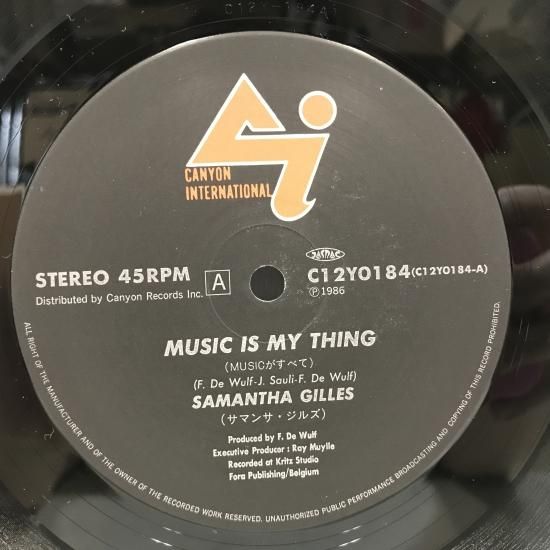 C12Y-184A
CANYON
INTERNATIONAL
STEREO 45RPM
A
Distributed by Canyon Records Inc.
JASRAC
C12Y0184(C12Y0184-A)
Ⓟ1986
MUSIC IS MY THING
(MUSICがすべて)
(F. De Wulf-J. Sauli-F. De Wulf)
SAMANTHA GILLES
(サマンサ・ジルズ)
Produced by F. De Wulf
Executive Producer : Ray Muylle
Recorded at Kritz Studio
Fora Publishing/Belgium
ALL RIGHT OF THE MANUFACTURER AND OF THE OWNER OF THE RECORDED WORK RESERVED. UNAUTHORIZED PUBLIC PERFORMANCE BROADCASTING AND COPYING OF THIS RECORD PROHIBITED.